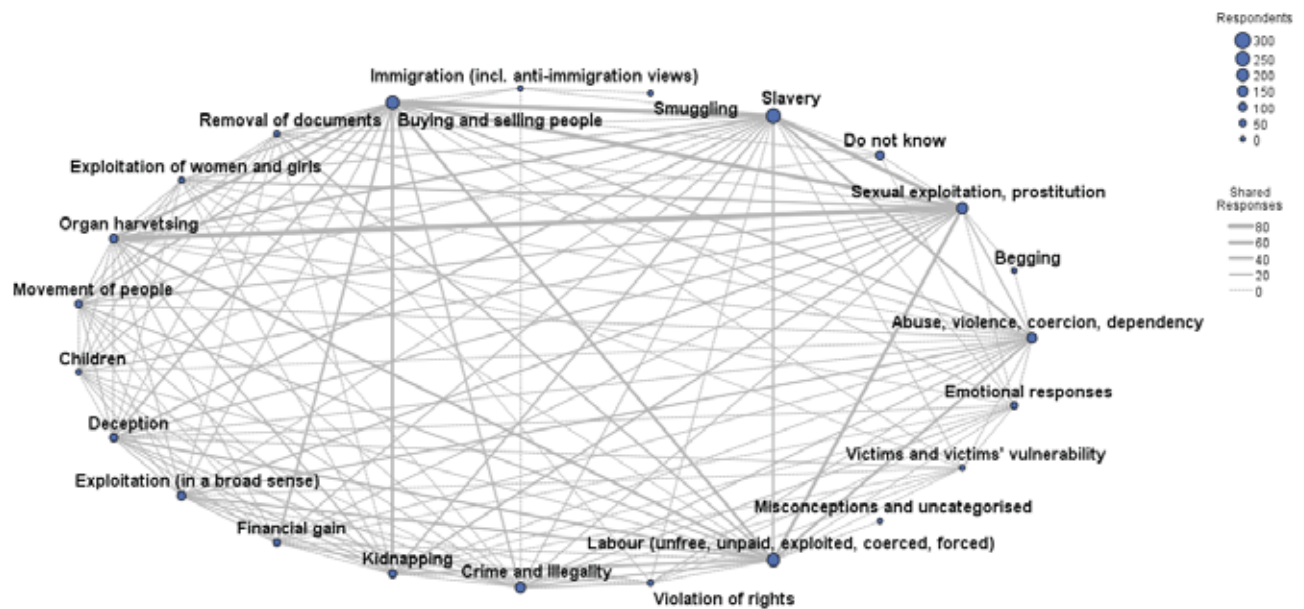 Respondents
300
250
200
150
100
50
0
Shared
Responses
80
60
40
20
0
Immigration (incl. anti-immigration views)
Smuggling
Slavery
Removal of documents
Buying and selling people
Do not know
Exploitation of women and girls
Sexual exploitation, prostitution
Organ harvetsing
Begging
Movement of people
Abuse, violence, coercion, dependency
Children
Emotional responses
Deception
Victims and victims' vulnerability
Exploitation (in a broad sense)
Misconceptions and uncategorised
Financial gain
Labour (unfree, unpaid, exploited, coerced, forced)
Kidnapping
Crime and illegality
Violation of rights